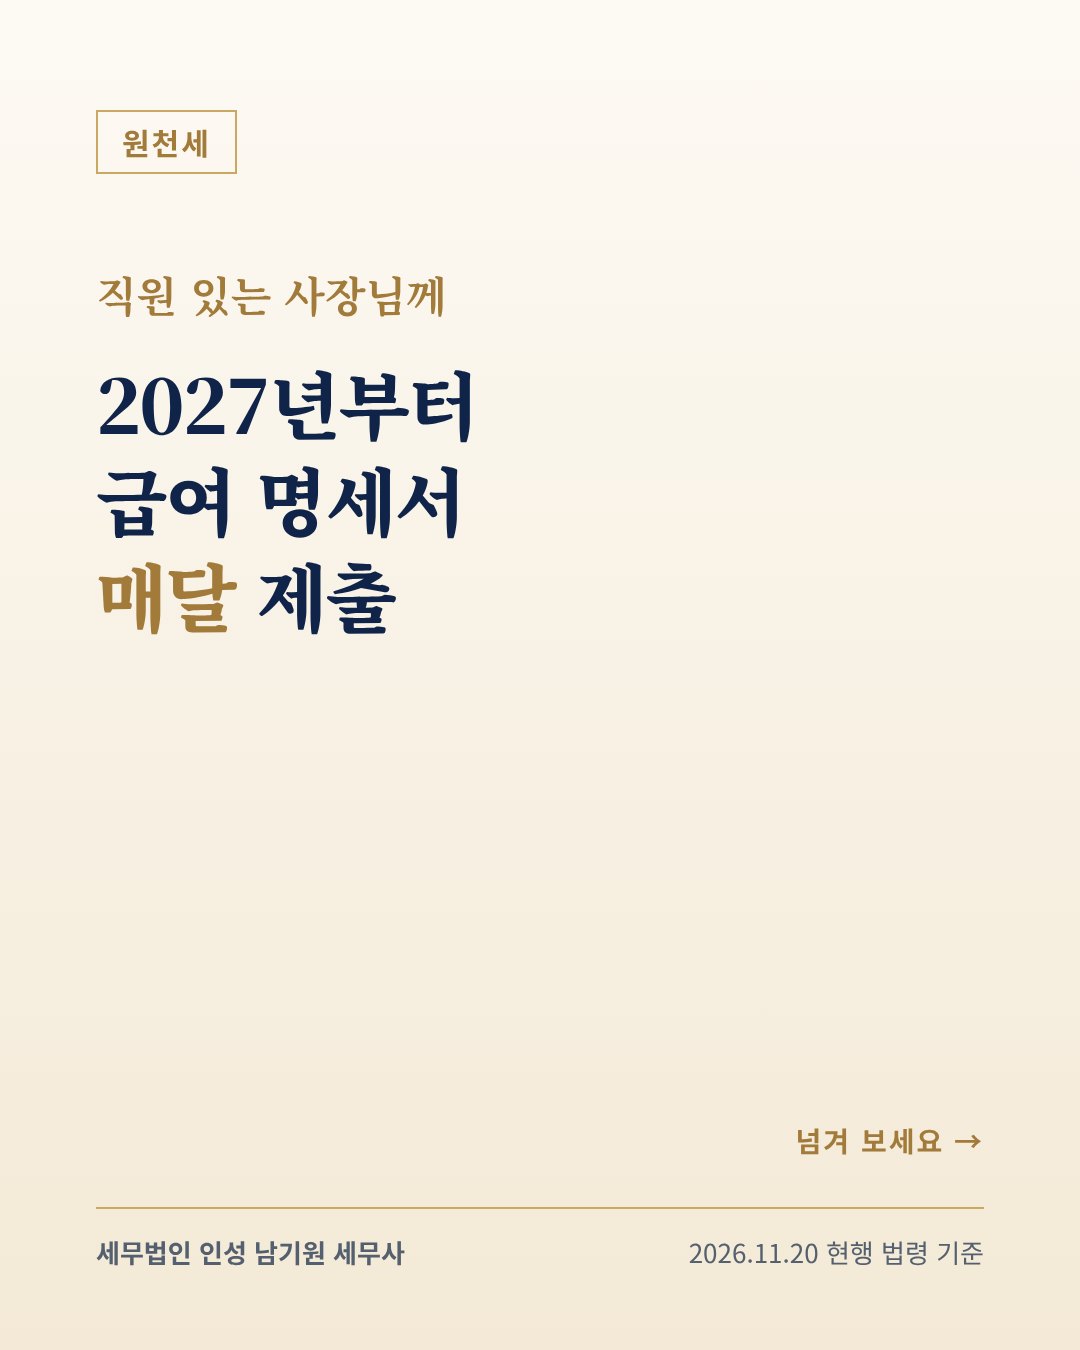 원천세
직원 있는 사장님께
2027년부터
급여 명세서
매달 제출
넘겨 보세요 →
세무법인 인성 남기원 세무사
2026.11.20 현행 법령 기준